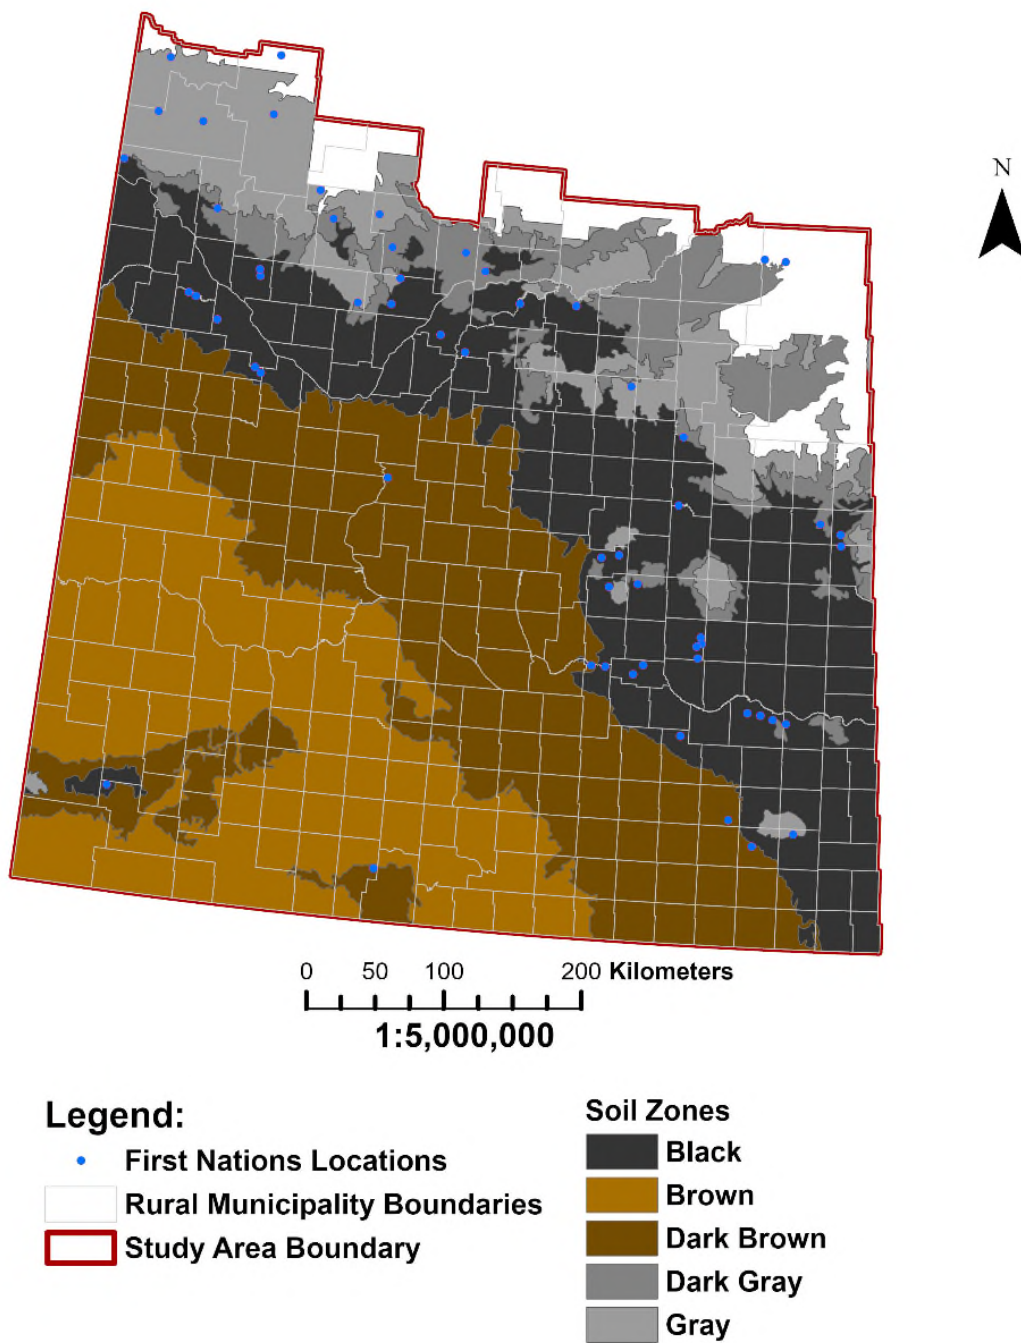 N
0 50 100 200 Kilometers
1:5,000,000
Legend:
First Nations Locations
Rural Municipality Boundaries
Study Area Boundary
Soil Zones
Black
Brown
Dark Brown
Dark Gray
Gray